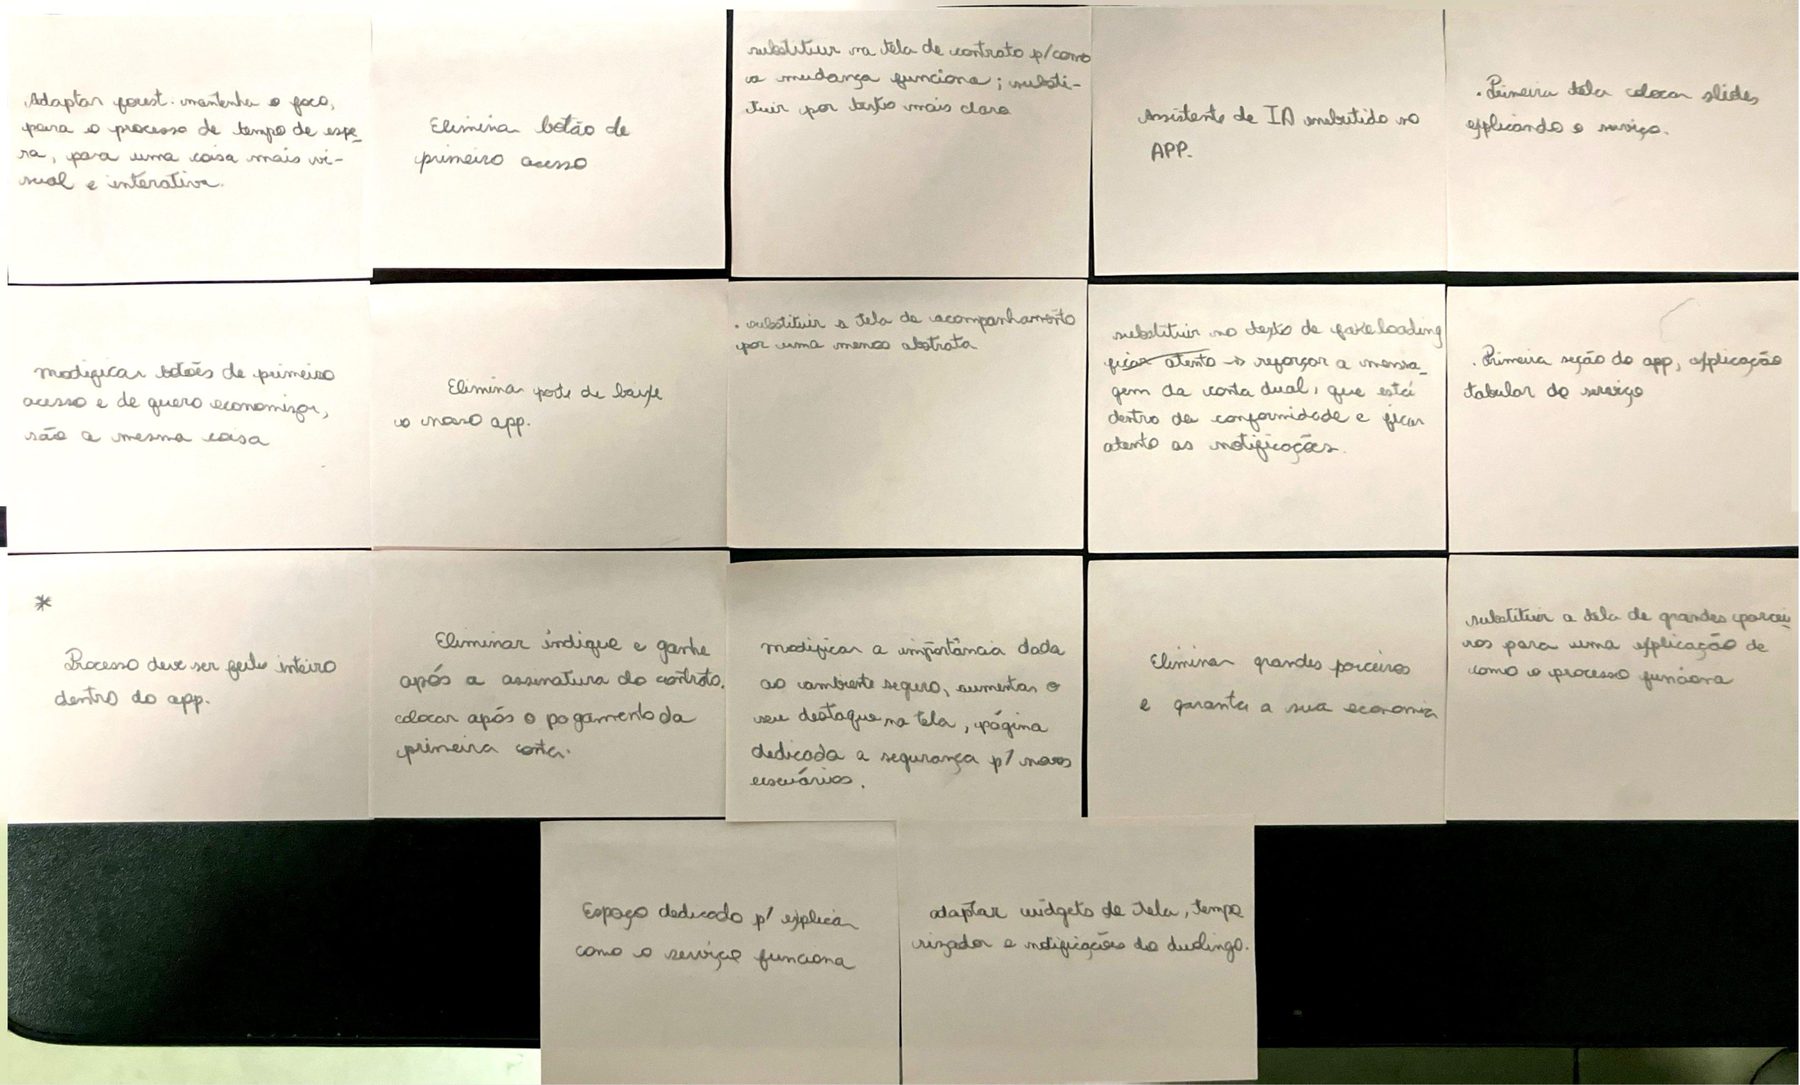 Adaptar forest. mantenha o foco,
para o processo de tempo de espe
ra, para uma coisa mais vi-
sual e interativa.
Elimina botão de
primeiro acesso
substituir na tela de contrato p/como
a mudança funciona; substi-
tuir por texto mais claro
Assistente de IA embutido no
APP.
. Primeira tela colocar slides
explicando o serviço.
modificar botões de primeiro
acesso e de quero economizar,
são a mesma coisa
Elimina parte de baixe
o nosso app.
. substituir a tela de acompanhamento
por uma menos abstrata
substituir no texto de fake loading
ficar atento → reforçar a mensa_
gem da conta dual, que está
dentro da conformidade e ficar
atento as notificações.
. Primeira seção do app, explicação
tabular do serviço
*
Processo deve ser feito inteiro
dentro do app.
Eliminar indique e ganhe
após a assinatura do contrato.
colocar após o pagamento da
primeira conta.
modificar a importância dada
ao ambiente seguro, aumentar o
seu destaque na tela, página
dedicada a segurança p/ novos
usuários.
Eliminar grandes parceiros
e garanta a sua economia
substituir a tela de grandes parcei
ros para uma explicação de
como o processo funciona
Espaço dedicado p/ explicar
como o serviço funciona
adaptar widgets de tela, tempo
rizador e notificações do duolingo.